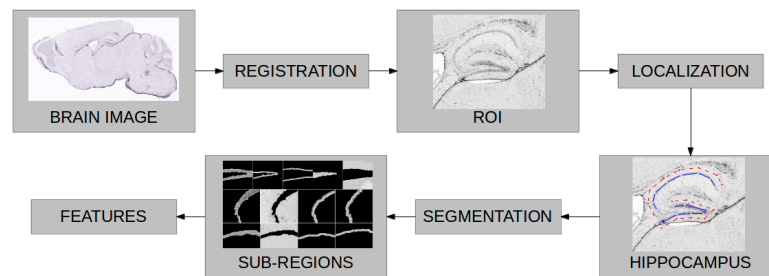 BRAIN IMAGE
REGISTRATION
ROI
LOCALIZATION
HIPPOCAMPUS
SEGMENTATION
SUB-REGIONS
FEATURES